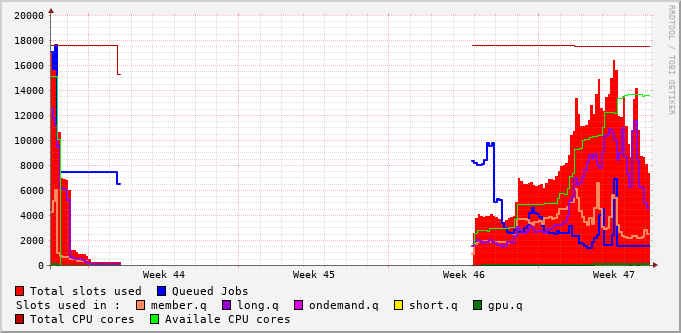 20000
18000
16000
14000
12000
10000
8000
6000
4000
2000
0
Week 44 Week 45 Week 46 Week 47
Total slots used Queued Jobs
Slots used in : member.q long.q ondemand.q short.q gpu.q
Total CPU cores Availale CPU cores
RRDTOOL / TOBI OETIKER